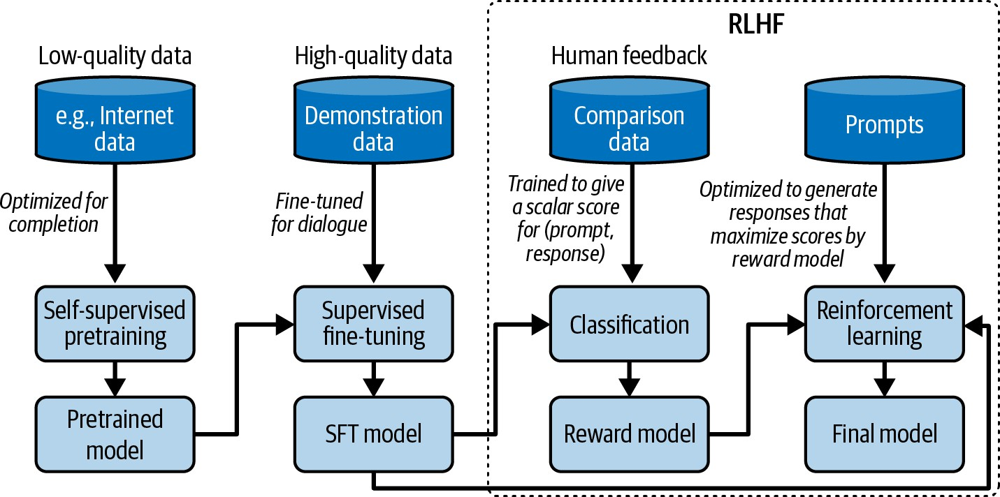 RLHF
Low-quality data
High-quality data
Human feedback
e.g., Internet
data
Demonstration
data
Comparison
data
Prompts
Optimized for
completion
Fine-tuned
for dialogue
Trained to give
a scalar score
for (prompt,
response)
Optimized to generate
responses that
maximize scores by
reward model
Self-supervised
pretraining
Supervised
fine-tuning
Classification
Reinforcement
learning
Pretrained
model
SFT model
Reward model
Final model